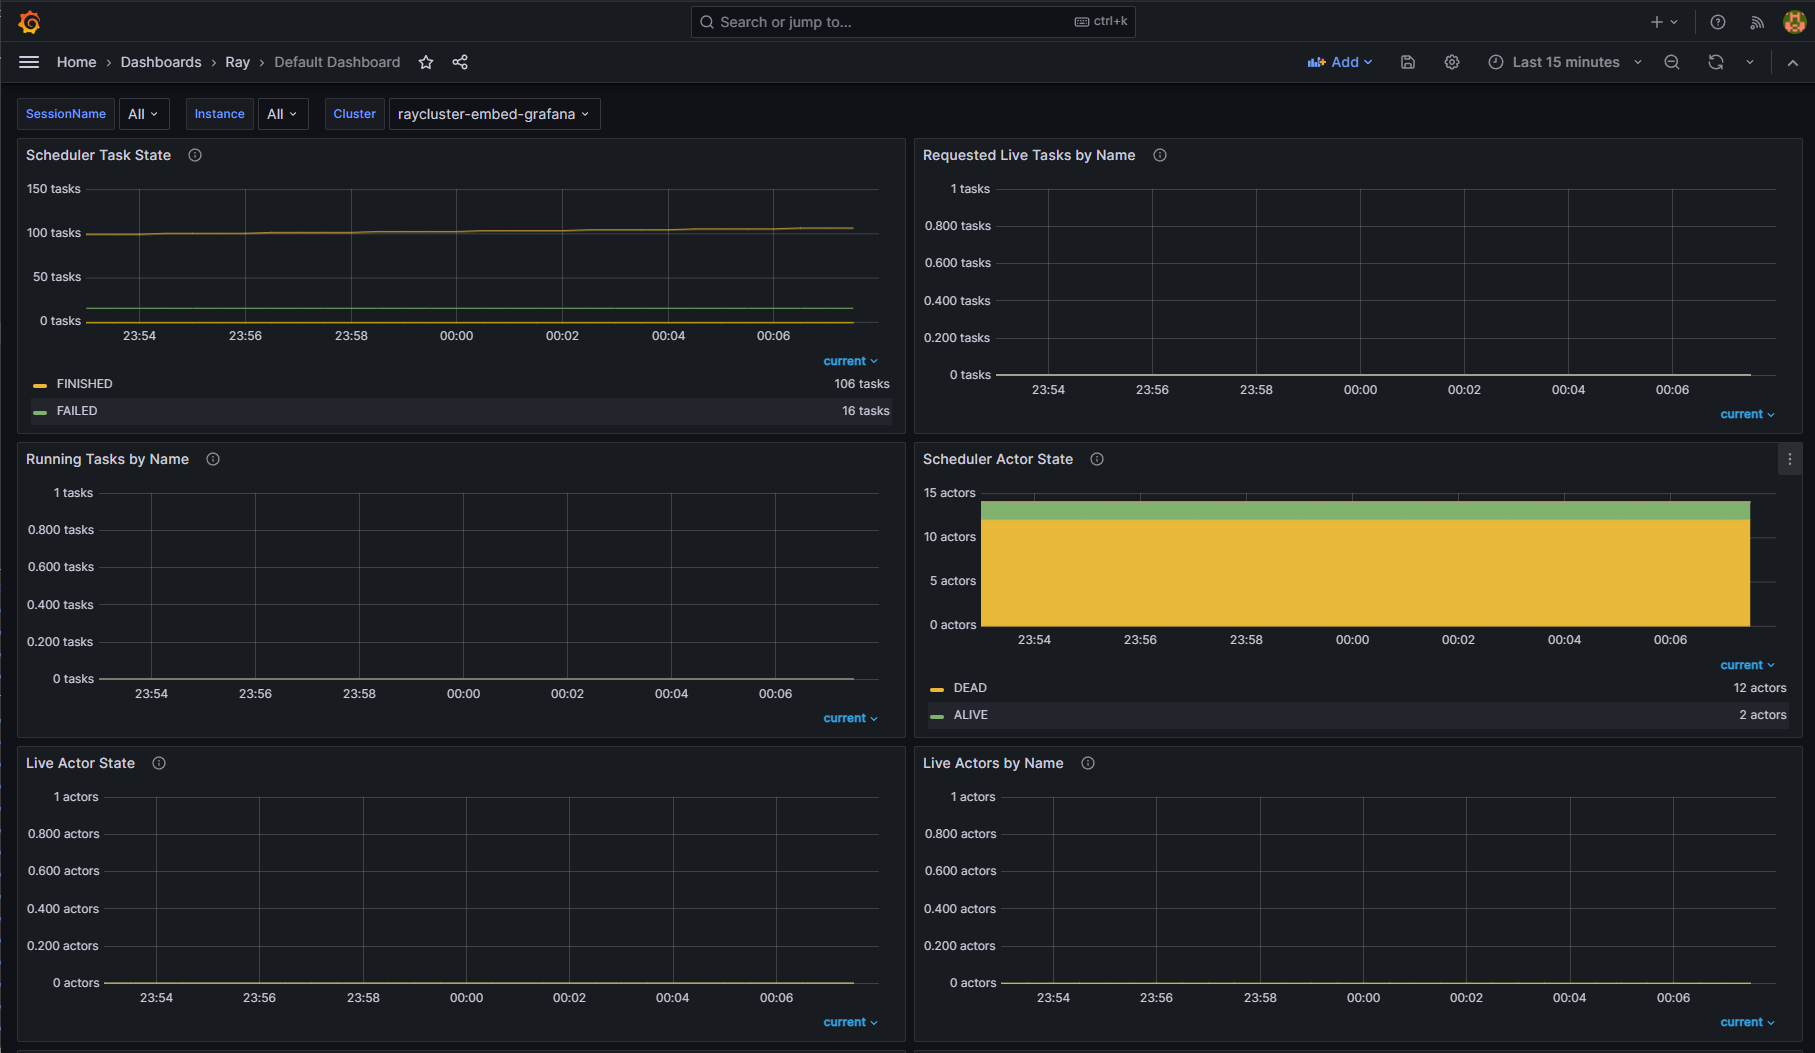 Search or jump to...
ctrl+k
Home › Dashboards › Ray › Default Dashboard
Add
Last 15 minutes
SessionName All Instance All Cluster raycluster-embed-grafana
Scheduler Task State
150 tasks
100 tasks
50 tasks
0 tasks
23:54 23:56 23:58 00:00 00:02 00:04 00:06
current
FINISHED 106 tasks
FAILED 16 tasks
Requested Live Tasks by Name
1 tasks
0.800 tasks
0.600 tasks
0.400 tasks
0.200 tasks
0 tasks
23:54 23:56 23:58 00:00 00:02 00:04 00:06
current
Running Tasks by Name
1 tasks
0.800 tasks
0.600 tasks
0.400 tasks
0.200 tasks
0 tasks
23:54 23:56 23:58 00:00 00:02 00:04 00:06
current
Scheduler Actor State
15 actors
10 actors
5 actors
0 actors
23:54 23:56 23:58 00:00 00:02 00:04 00:06
current
DEAD 12 actors
ALIVE 2 actors
Live Actor State
1 actors
0.800 actors
0.600 actors
0.400 actors
0.200 actors
0 actors
23:54 23:56 23:58 00:00 00:02 00:04 00:06
current
Live Actors by Name
1 actors
0.800 actors
0.600 actors
0.400 actors
0.200 actors
0 actors
23:54 23:56 23:58 00:00 00:02 00:04 00:06
current